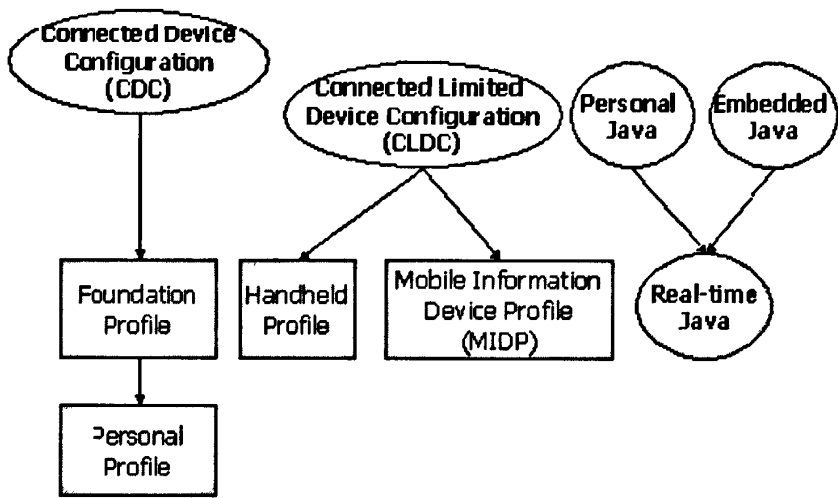 Connected Device
Configuration
(CDC)
Connected Limited
Device Configuration
(CLDC)
Personal
Java
Embedded
Java
Foundation
Profile
Handheld
Profile
Mobile Information
Device Profile
(MIDP)
Real-time
Java
Personal
Profile